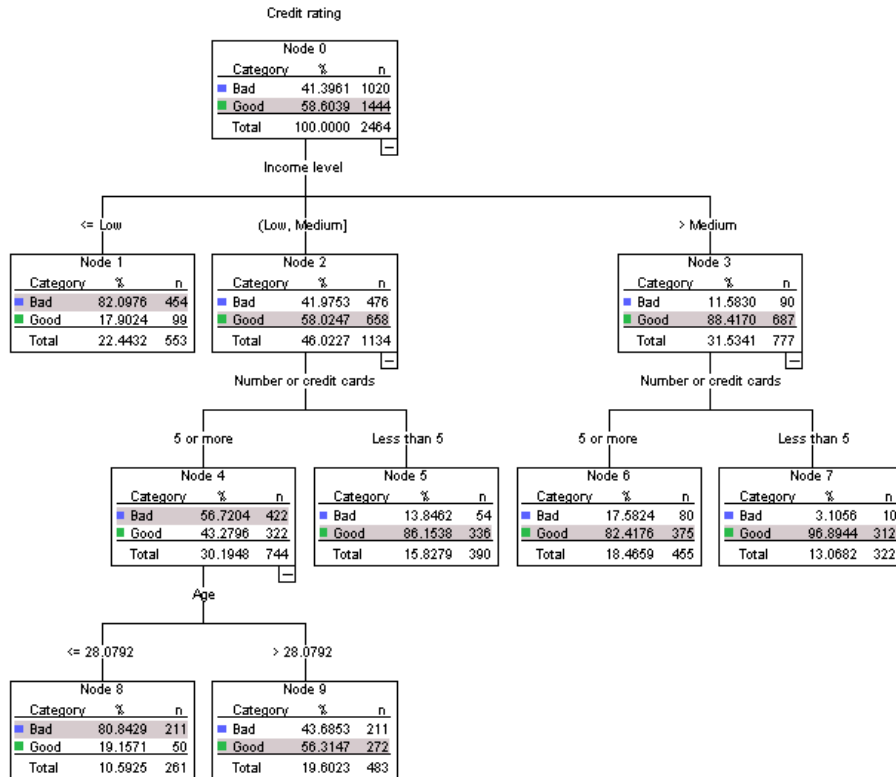 Credit rating
Node 0
Category % n
Bad 41.3961 1020
Good 58.6039 1444
Total 100.0000 2464
Income level
<= Low (Low, Medium] > Medium
Node 1
Category % n
Bad 82.0976 454
Good 17.9024 99
Total 22.4432 553
Node 2
Category % n
Bad 41.9753 476
Good 58.0247 658
Total 46.0227 1134
Node 3
Category % n
Bad 11.5830 90
Good 88.4170 687
Total 31.5341 777
Number or credit cards
Number or credit cards
5 or more Less than 5 5 or more Less than 5
Node 4
Category % n
Bad 56.7204 422
Good 43.2796 322
Total 30.1948 744
Node 5
Category % n
Bad 13.8462 54
Good 86.1538 336
Total 15.8279 390
Node 6
Category % n
Bad 17.5824 80
Good 82.4176 375
Total 18.4659 455
Node 7
Category % n
Bad 3.1056 10
Good 96.8944 312
Total 13.0682 322
Age
<= 28.0792 > 28.0792
Node 8
Category % n
Bad 80.8429 211
Good 19.1571 50
Total 10.5925 261
Node 9
Category % n
Bad 43.6853 211
Good 56.3147 272
Total 19.6023 483